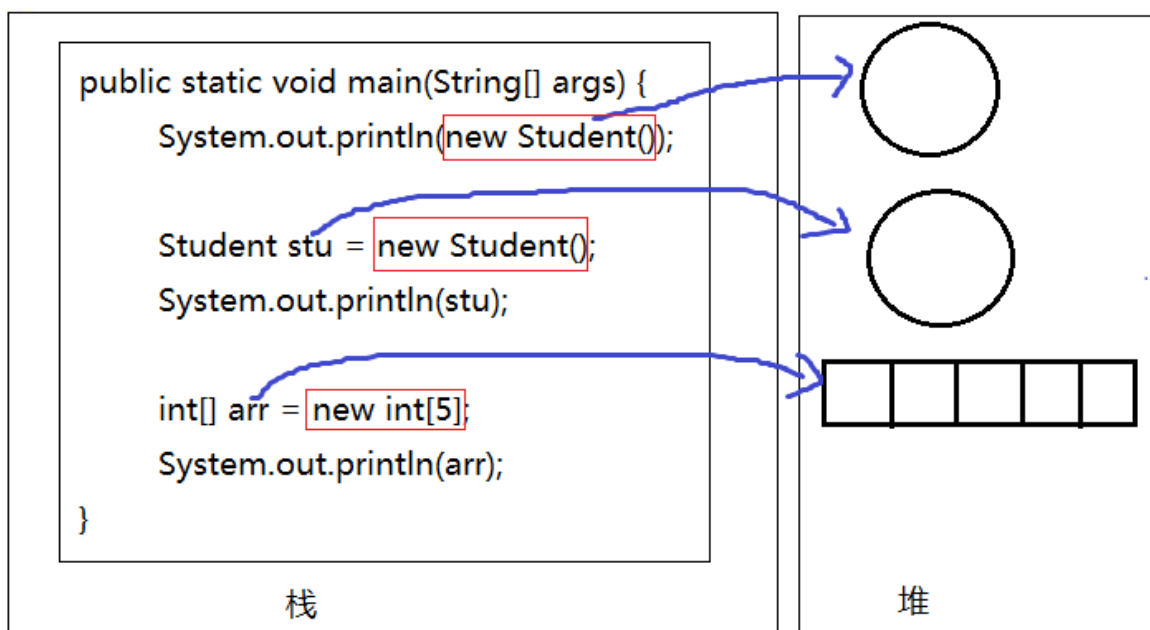 public static void main(String[] args) {
System.out.println(new Student());
Student stu = new Student();
System.out.println(stu);
int[] arr = new int[5];
System.out.println(arr);
}
栈
堆